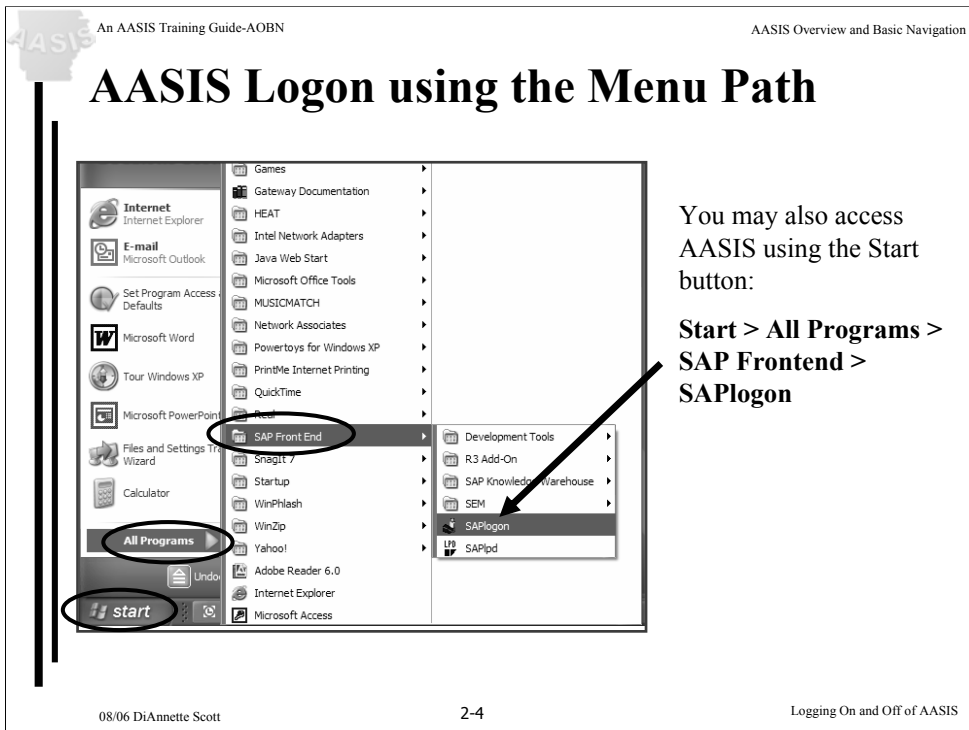 AASIS
An AASIS Training Guide-AOBN
AASIS Overview and Basic Navigation
AASIS Logon using the Menu Path
Internet
Internet Explorer
E-mail
Microsoft Outlook
Set Program Access
Defaults
Microsoft Word
Tour Windows XP
Microsoft PowerPoint
Files and Settings Tra
Wizard
Calculator
All Programs
Undo
start
Games
Gateway Documentation
HEAT
Intel Network Adapters
Java Web Start
Microsoft Office Tools
MUSICMATCH
Network Associates
Powertoys for Windows XP
PrintMe Internet Printing
QuickTime
Real
SAP Front End
SnagIt 7
Startup
WinPhlash
WinZip
Yahoo!
Adobe Reader 6.0
Internet Explorer
Microsoft Access
Development Tools
R3 Add-On
SAP Knowledge Warehouse
SEM
SAPlogon
LPD
SAPlpd
You may also access
AASIS using the Start
button:
Start > All Programs >
SAP Frontend >
SAPlogon
08/06 DiAnnette Scott
2-4
Logging On and Off of AASIS